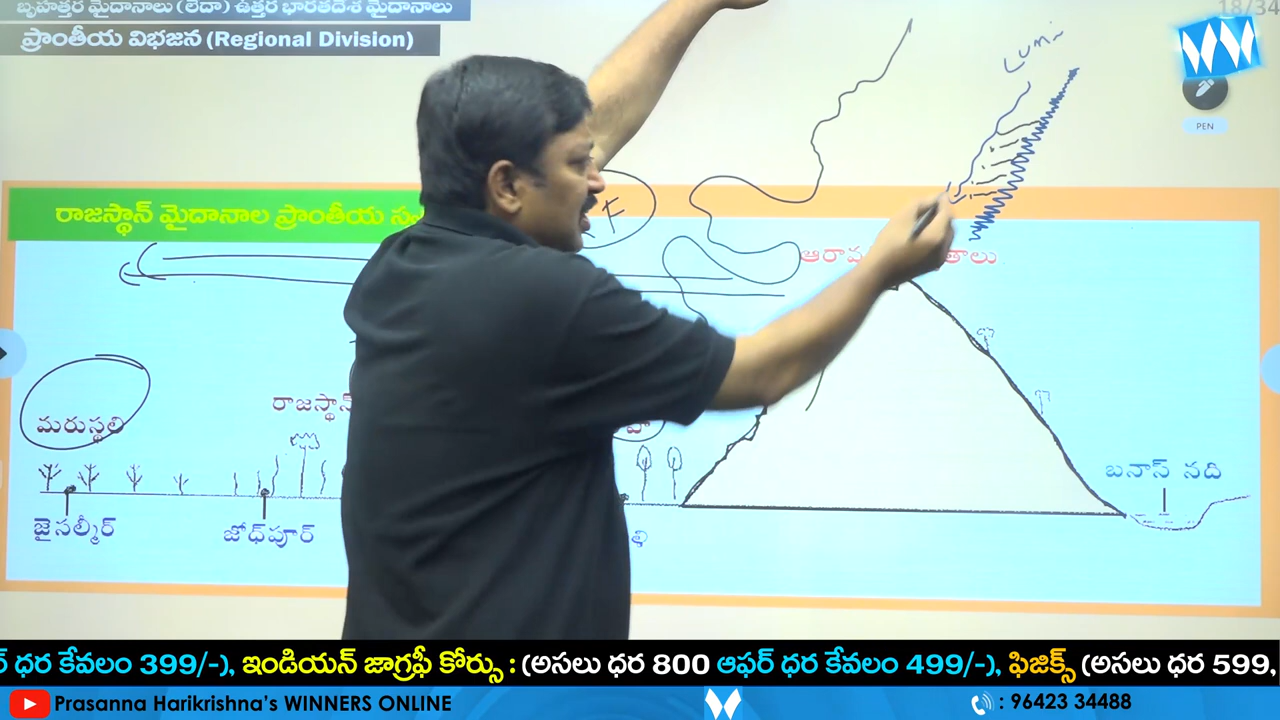 బృహత్తర మైదానాలు (లేదా) ఉత్తర భారతదేశ మైదానాలు
18/34
ప్రాంతీయ విభజన (Regional Division)
Lum~
PEN
రాజస్థాన్ మైదానాల ప్రాంతీయ
F
మరుస్థలి
బనాస్ నది
జైసల్మీర్
జోధ్‌పూర్
ధర కేవలం 399/-), ఇండియన్ జాగ్రఫీ కోర్సు : (అసలు ధర 800 ఆఫర్ ధర కేవలం 499/-), ఫిజిక్స్ (అసలు ధర 599,
Prasanna Harikrishna's WINNERS ONLINE
: 96423 34488